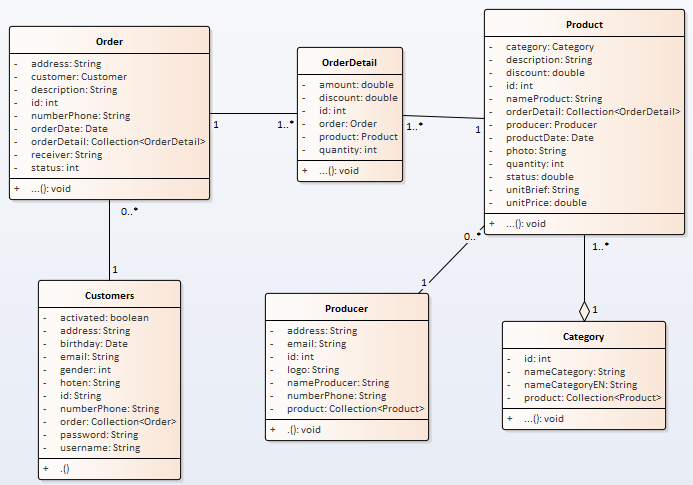 Order
- address: String
- customer: Customer
- description: String
- id: int
- numberPhone: String
- orderDate: Date
- orderDetail: Collection<OrderDetail>
- receiver: String
- status: int
+ ...(): void
OrderDetail
- amount: double
- discount: double
- id: int
- order: Order
- product: Product
- quantity: int
+ ...(): void
Product
- category: Category
- description: String
- discount: double
- id: int
- nameProduct: String
- orderDetail: Collection<OrderDetail>
- producer: Producer
- productDate: Date
- photo: String
- quantity: int
- status: double
- unitBrief: String
- unitPrice: double
+ ...(): void
1
1..*
1..*
1
0..*
1
0..*
1
1..*
1
Customers
- activated: boolean
- address: String
- birthday: Date
- email: String
- gender: int
- hoten: String
- id: String
- numberPhone: String
- order: Collection<Order>
- password: String
- username: String
+ .()
Producer
- address: String
- email: String
- id: int
- logo: String
- nameProducer: String
- numberPhone: String
- product: Collection<Product>
+ .(): void
Category
- id: int
- nameCategory: String
- nameCategoryEN: String
- product: Collection<Product>
+ ...(): void